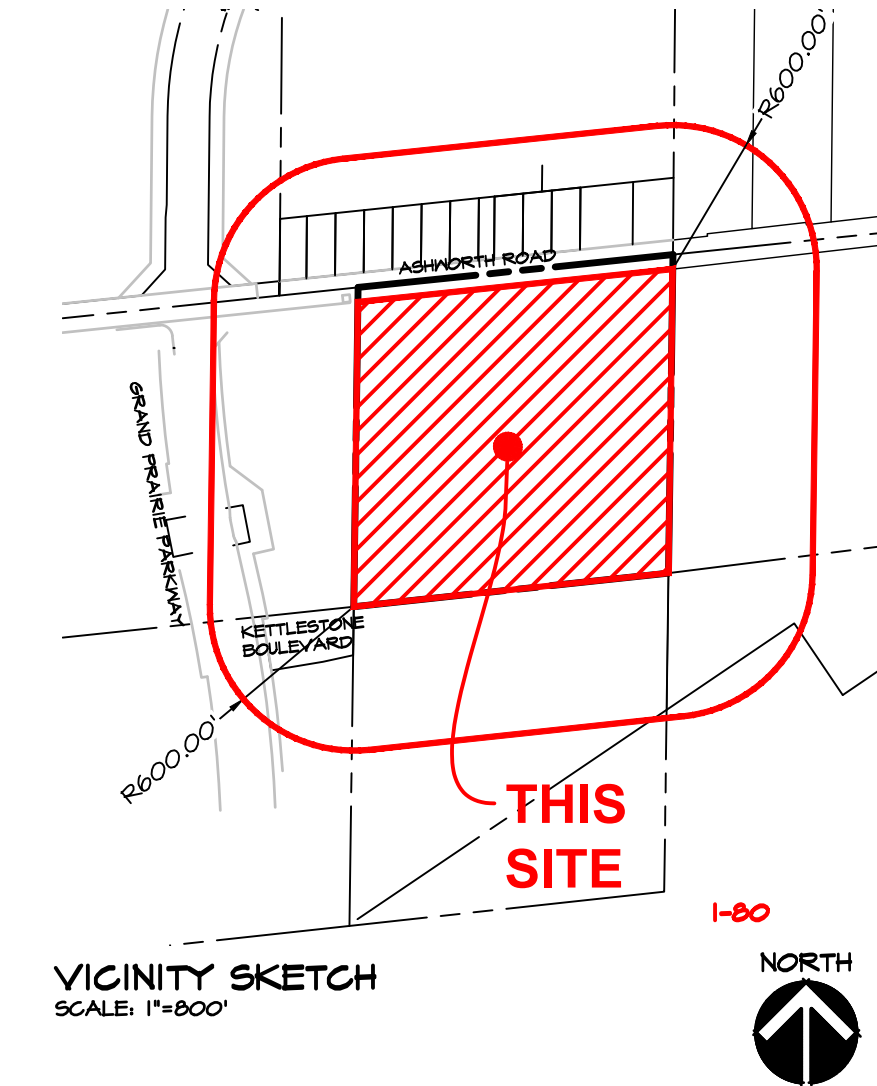 R600.00'
ASHWORTH ROAD
GRAND PRAIRIE PARKWAY
KETTLESTONE
BOULEVARD
R600.00'
THIS
SITE
I-80
VICINITY SKETCH
SCALE: 1"=800'
NORTH